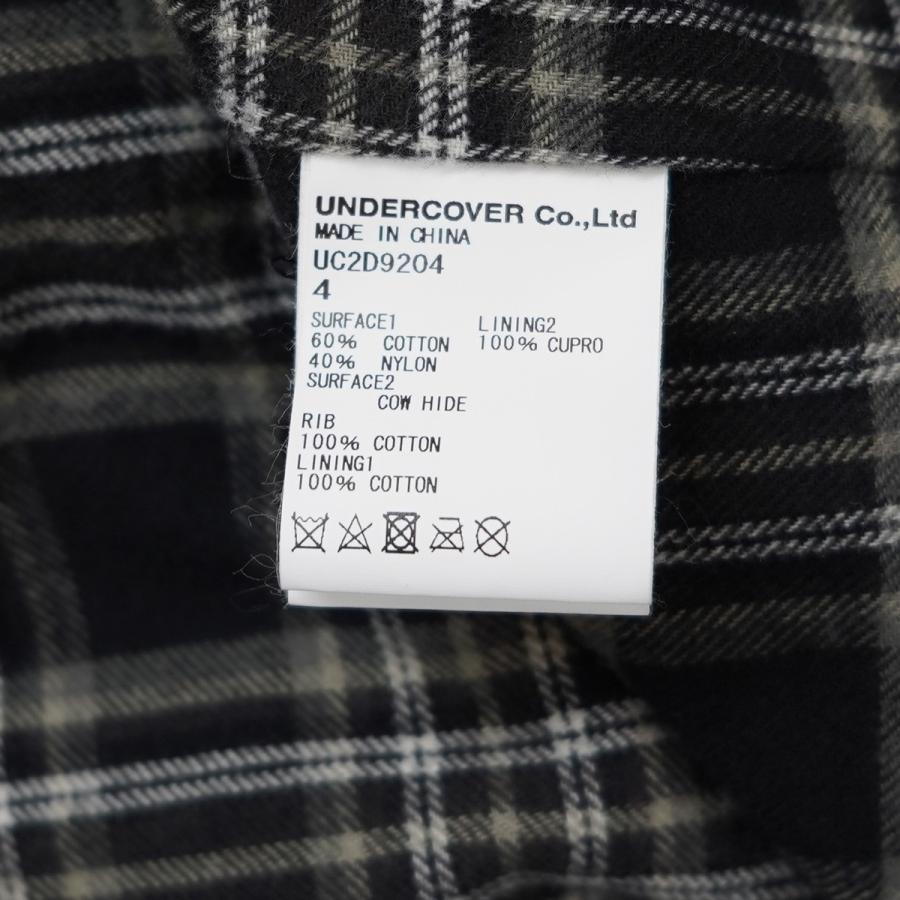 UNDERCOVER Co.,Ltd
MADE IN CHINA
UC2D9204
4
SURFACE1
60% COTTON
40% NYLON
SURFACE2
COW HIDE
RIB
100% COTTON
LINING1
100% COTTON
LINING2
100% CUPRO